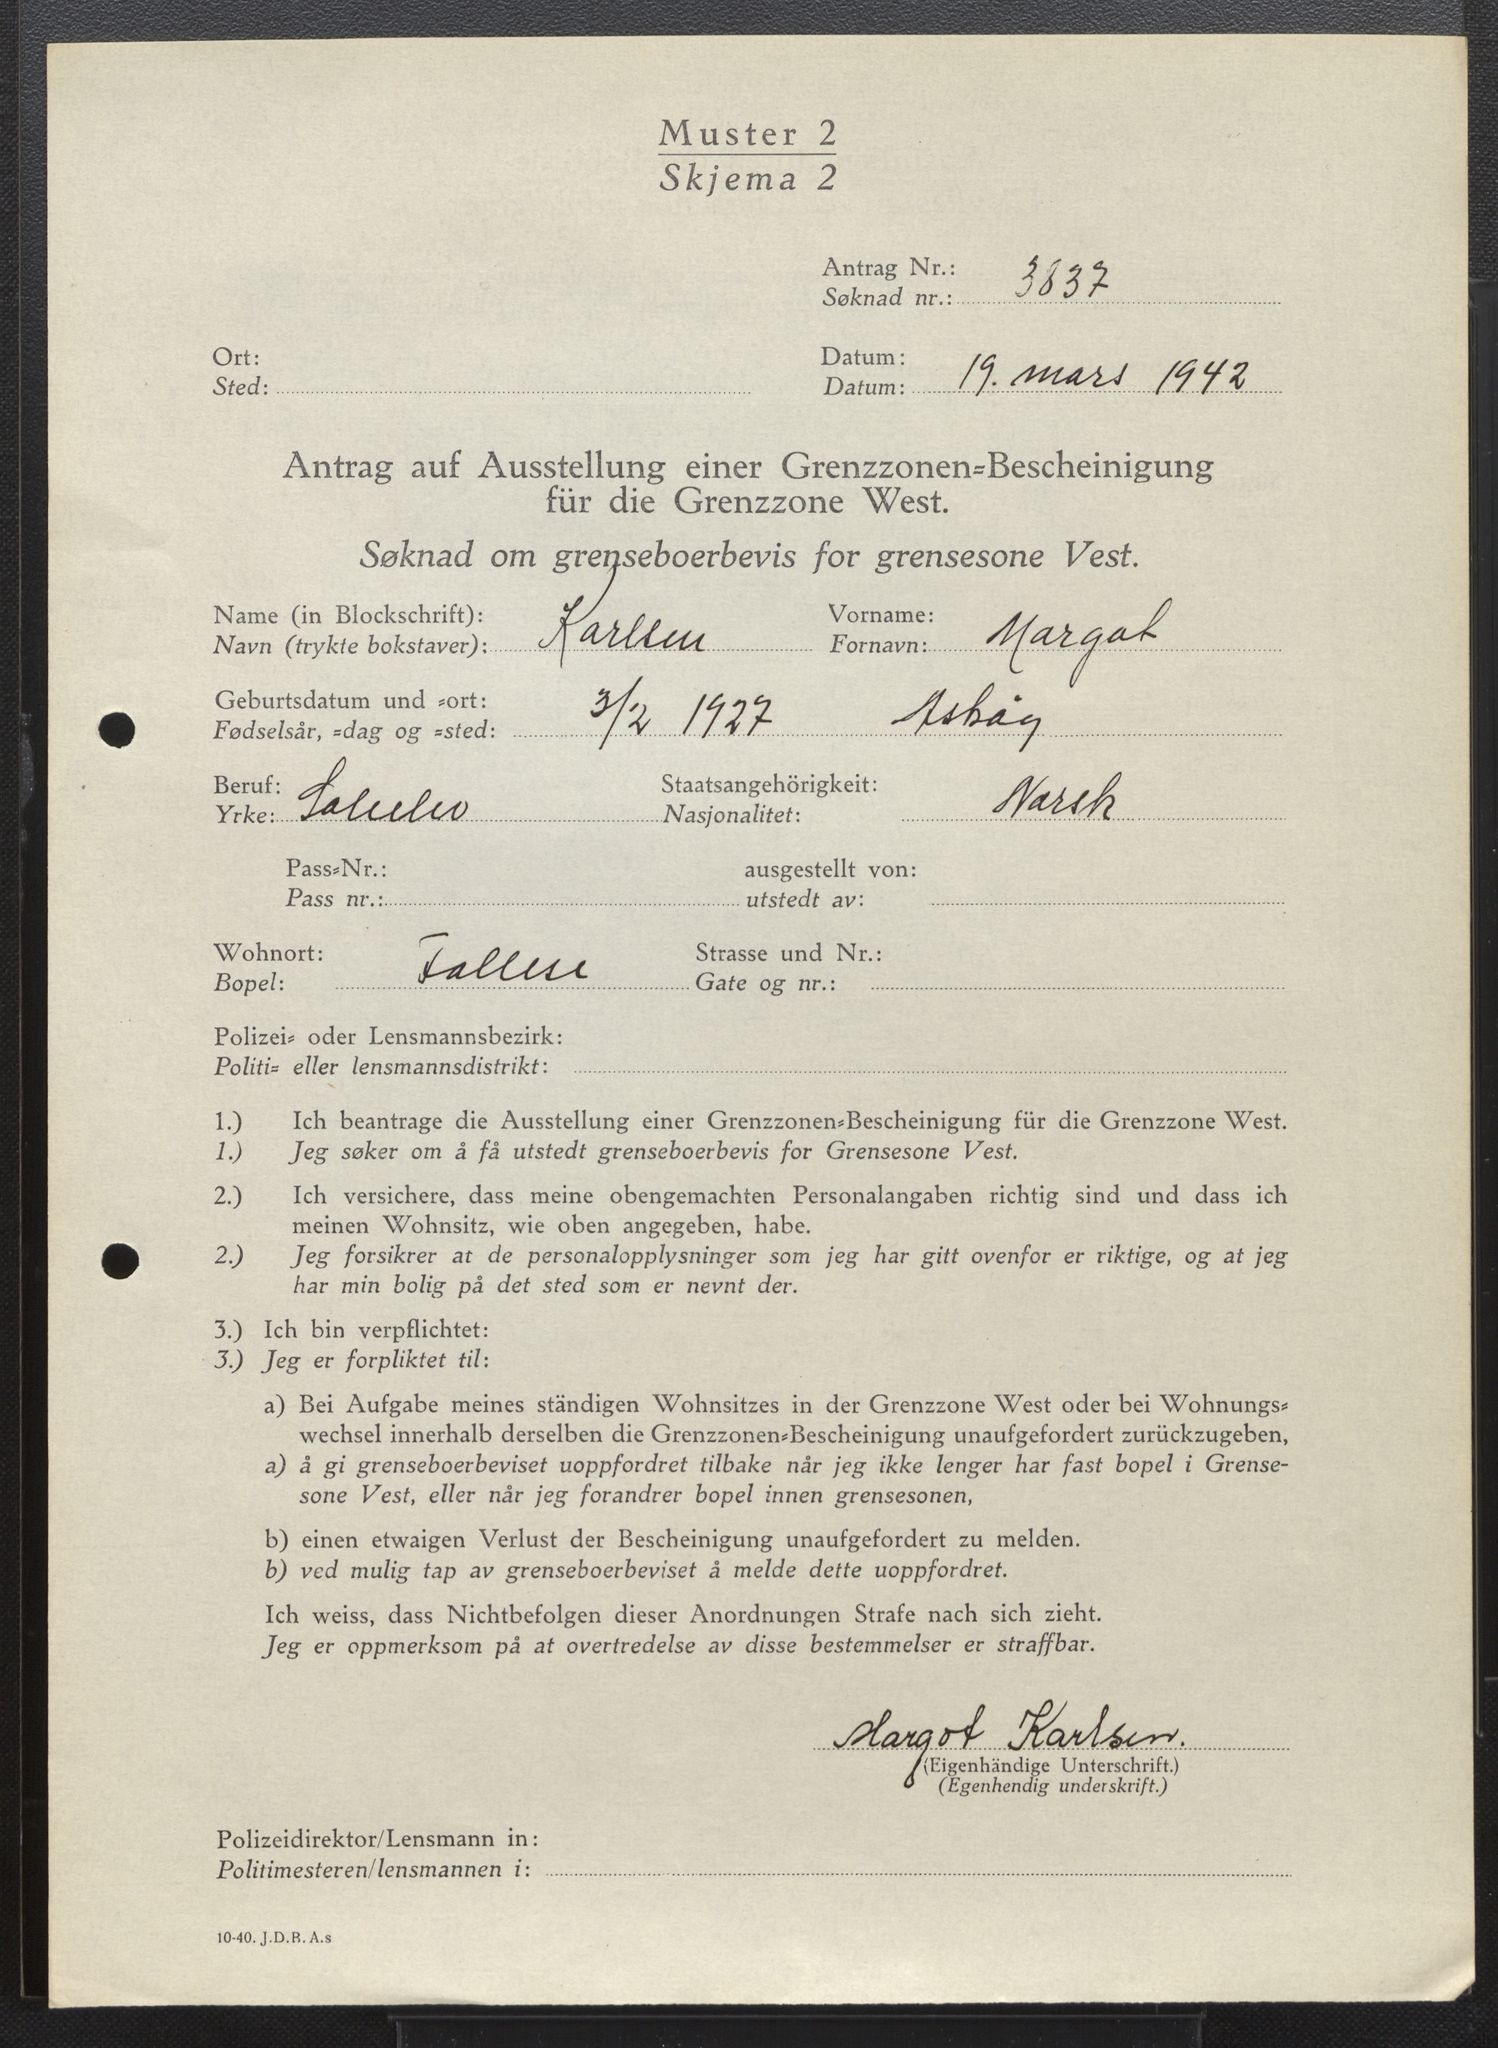 Muster 2
Skjema 2
Antrag Nr.:
Søknad nr.: 3837
Ort:
Sted:
Datum:
Datum: 19. mars 1942
Antrag auf Ausstellung einer Grenzzonen-Bescheinigung
für die Grenzzone West.
Søknad om grenseboerbevis for grensesone Vest.
Name (in Blockschrift):
Navn (trykte bokstaver): Karlsen
Vorname:
Fornavn: Margot
Geburtsdatum und -ort:
Fødselsår, -dag og -sted: 3/2 1927 Askøy
Beruf:
Yrke:
Staatsangehörigkeit:
Nasjonalitet: Norsk
Pass-Nr.:
Pass nr.:
ausgestellt von:
utstedt av:
Wohnort:
Bopel:
Strasse und Nr.:
Gate og nr.:
Polizei- oder Lensmannsbezirk:
Politi- eller lensmannsdistrikt:
1.) Ich beantrage die Ausstellung einer Grenzzonen-Bescheinigung für die Grenzzone West.
1.) Jeg søker om å få utstedt grenseboerbevis for Grensesone Vest.
2.) Ich versichere, dass meine obengemachten Personalangaben richtig sind und dass ich
meinen Wohnsitz, wie oben angegeben, habe.
2.) Jeg forsikrer at de personalopplysninger som jeg har gitt ovenfor er riktige, og at jeg
har min bolig på det sted som er nevnt der.
3.) Ich bin verpflichtet:
3.) Jeg er forpliktet til:
a) Bei Aufgabe meines ständigen Wohnsitzes in der Grenzzone West oder bei Wohnungs-
wechsel innerhalb derselben die Grenzzonen-Bescheinigung unaufgefordert zurückzugeben,
a) å gi grenseboerbeviset uoppfordret tilbake når jeg ikke lenger har fast bopel i Grense-
sone Vest, eller når jeg forandrer bopel innen grensesonen,
b) einen etwaigen Verlust der Bescheinigung unaufgefordert zu melden.
b) ved mulig tap av grenseboerbeviset å melde dette uoppfordret.
Ich weiss, dass Nichtbefolgen dieser Anordnungen Strafe nach sich zieht.
Jeg er oppmerksom på at overtredelse av disse bestemmelser er straffbar.
Margot Karlsen.
(Eigenhändige Unterschrift.)
(Egenhendig underskrift.)
Polizeidirektor/Lensmann in:
Politimesteren/lensmannen i:
10-40. J.D.R. A.s